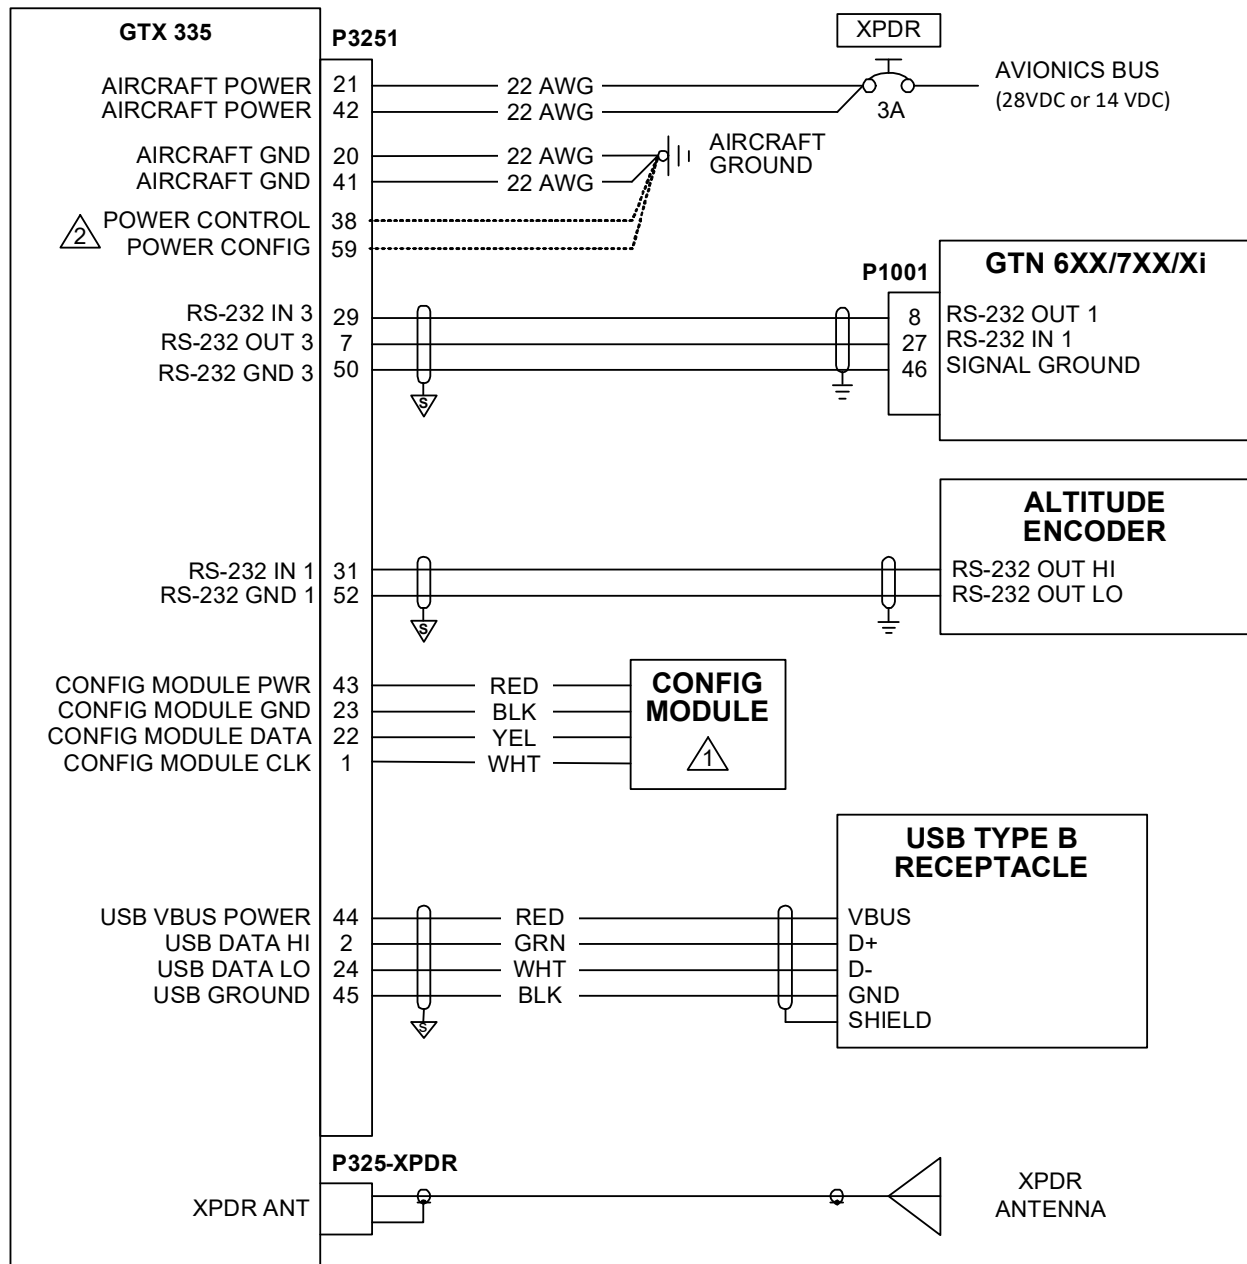 GTX 335
P3251
XPDR
AIRCRAFT POWER 21 22 AWG
AVIONICS BUS
(28VDC or 14 VDC)
AIRCRAFT POWER 42 22 AWG
3A
AIRCRAFT GND 20 22 AWG
AIRCRAFT
GROUND
AIRCRAFT GND 41 22 AWG
2
POWER CONTROL 38
POWER CONFIG 59
P1001
GTN 6XX/7XX/Xi
RS-232 IN 3 29
8 RS-232 OUT 1
RS-232 OUT 3 7
27 RS-232 IN 1
RS-232 GND 3 50
46 SIGNAL GROUND
S
ALTITUDE
ENCODER
RS-232 IN 1 31
RS-232 OUT HI
RS-232 GND 1 52
RS-232 OUT LO
S
CONFIG MODULE PWR 43 RED
CONFIG MODULE GND 23 BLK
CONFIG MODULE DATA 22 YEL
CONFIG MODULE CLK 1 WHT
CONFIG
MODULE
1
USB TYPE B
RECEPTACLE
USB VBUS POWER 44 RED VBUS
USB DATA HI 2 GRN D+
USB DATA LO 24 WHT D-
USB GROUND 45 BLK GND
S
SHIELD
P325-XPDR
XPDR ANT
XPDR
ANTENNA